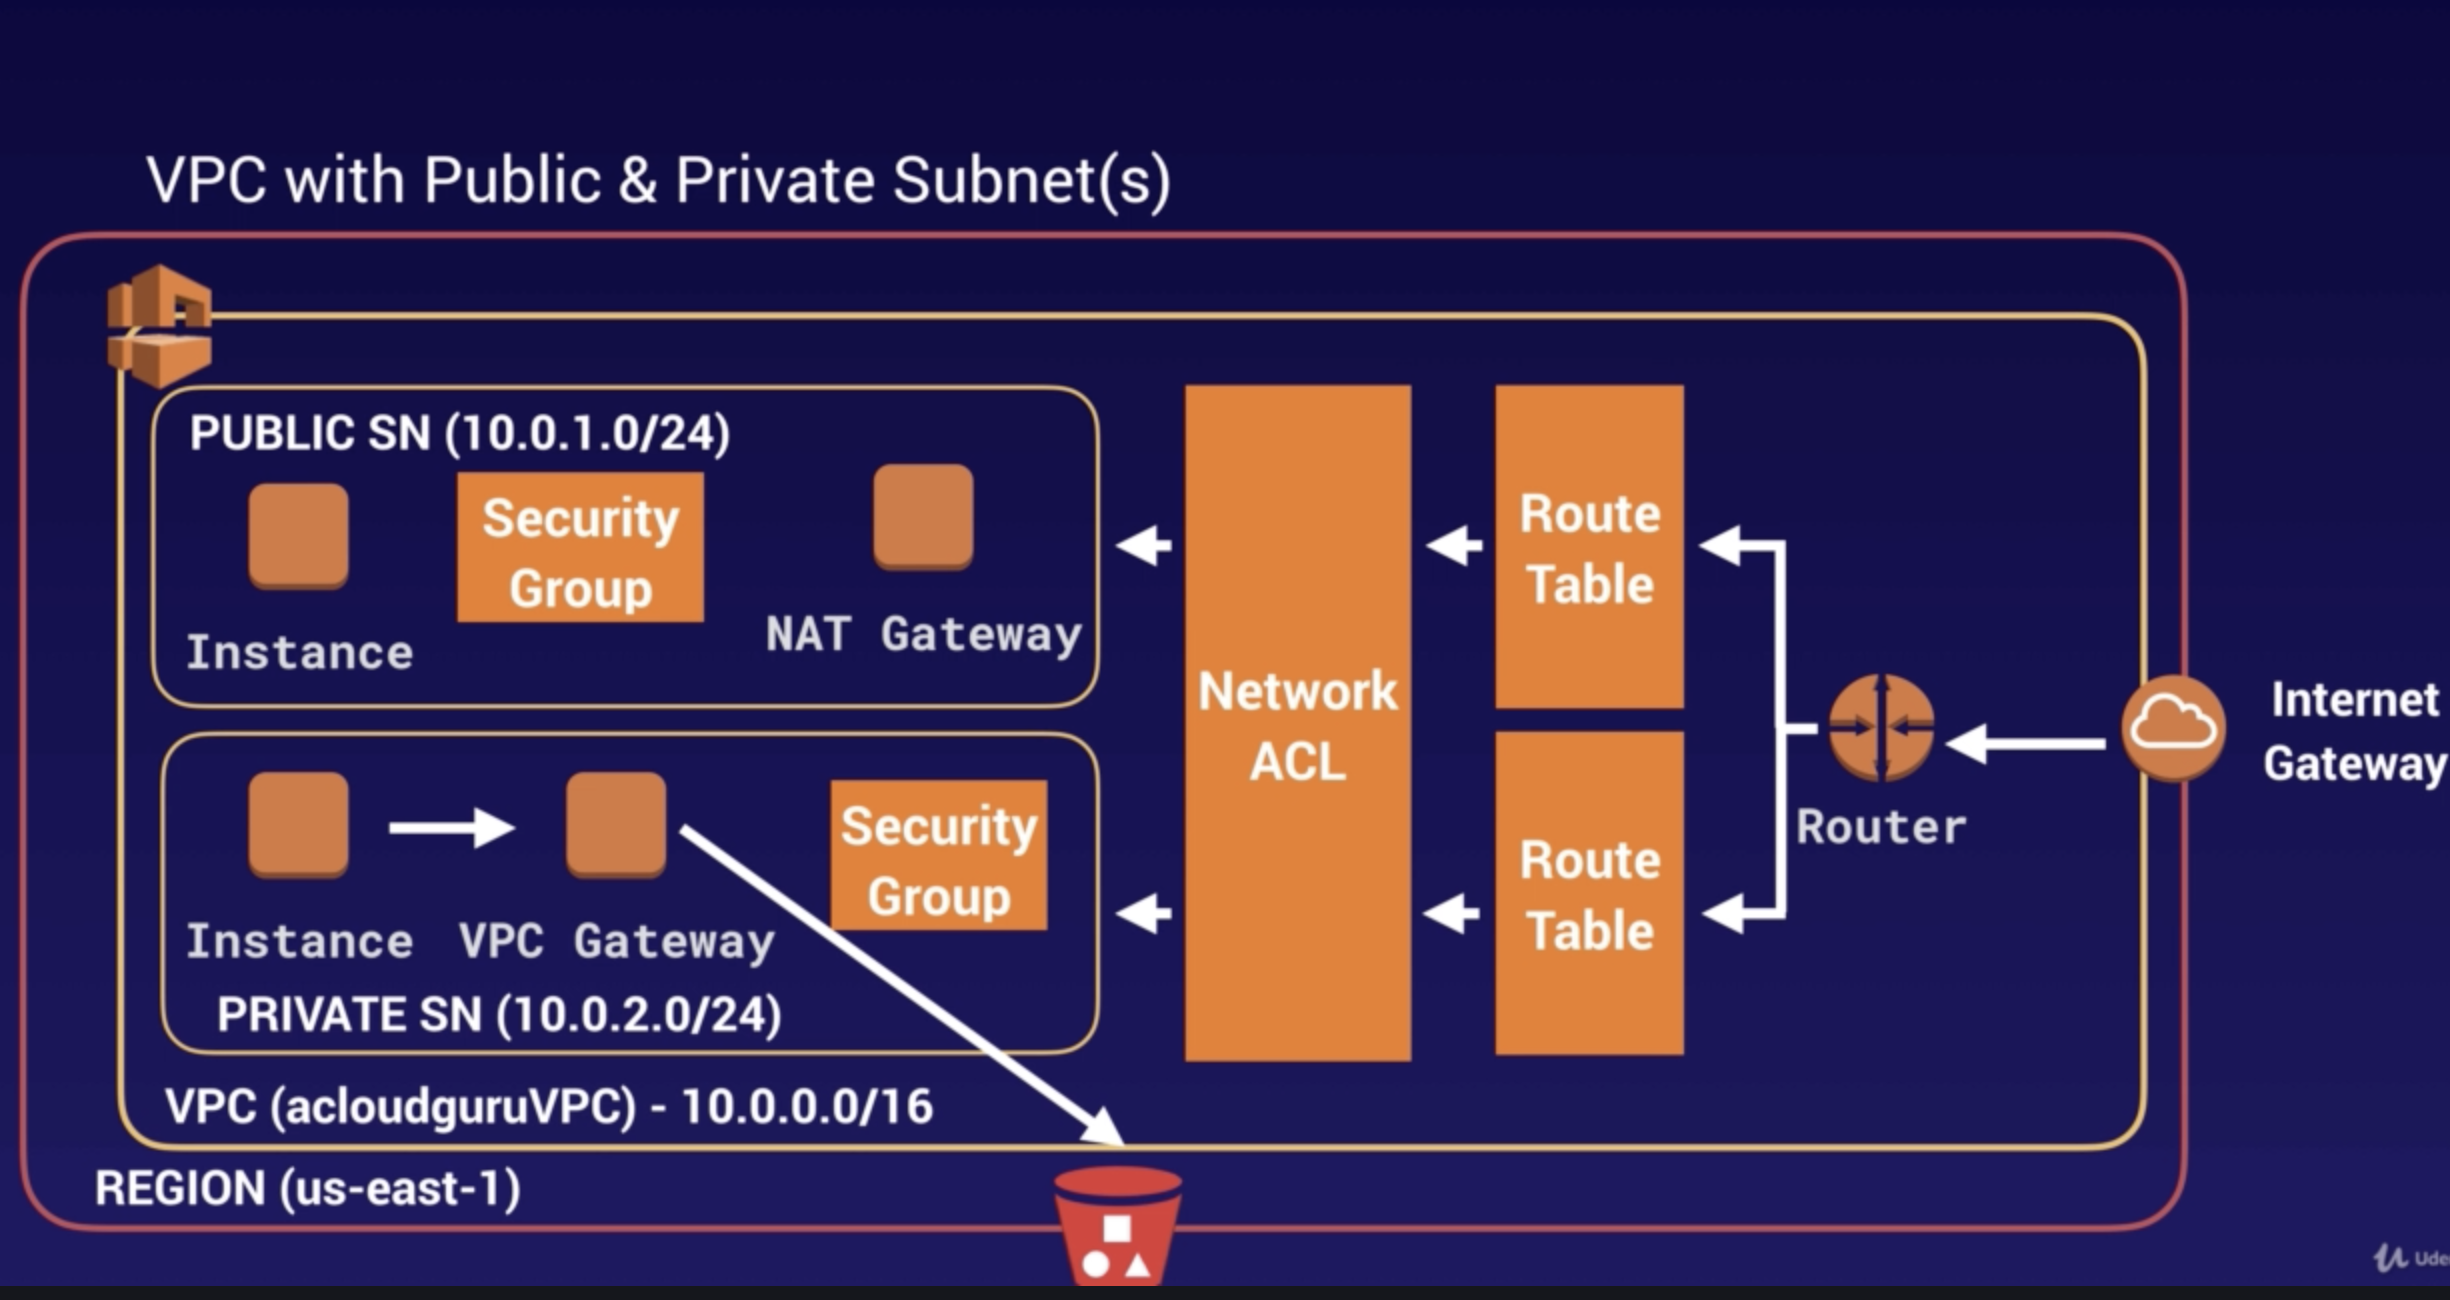 VPC with Public & Private Subnet(s)
PUBLIC SN (10.0.1.0/24)
Security
Group
Instance
NAT Gateway
Security
Group
Instance
VPC Gateway
PRIVATE SN (10.0.2.0/24)
VPC (acloudguruVPC) - 10.0.0.0/16
REGION (us-east-1)
Network
ACL
Route
Table
Route
Table
Router
Internet
Gateway